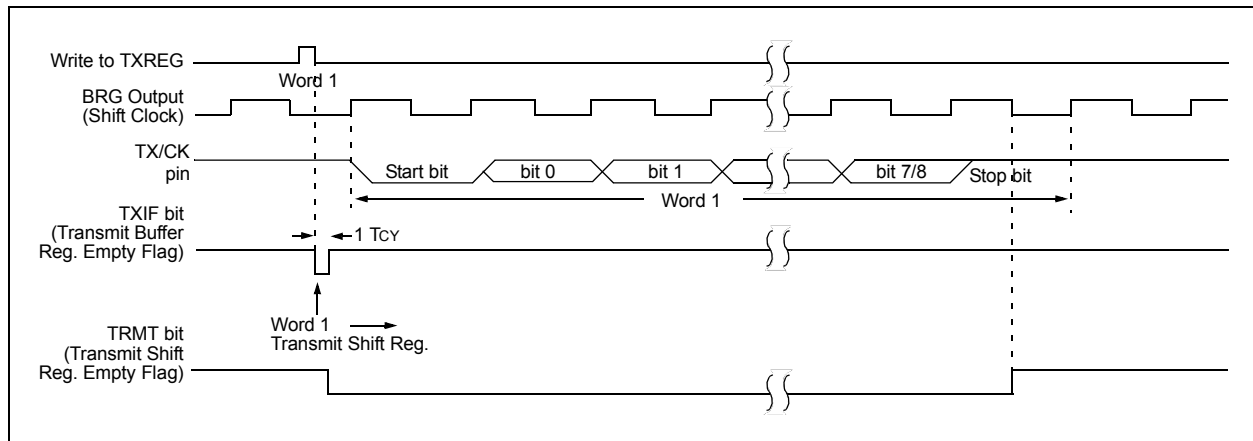 Write to TXREG
Word 1
BRG Output
(Shift Clock)
TX/CK
pin
Start bit
bit 0
bit 1
bit 7/8
Stop bit
Word 1
TXIF bit
(Transmit Buffer
Reg. Empty Flag)
1 TCY
Word 1
Transmit Shift Reg.
TRMT bit
(Transmit Shift
Reg. Empty Flag)